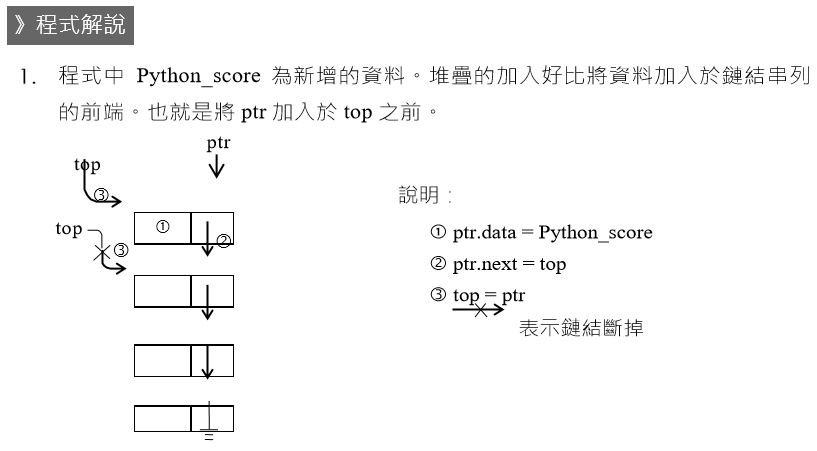 》程式解說
1. 程式中 Python_score 為新增的資料。堆疊的加入好比將資料加入於鏈結串列
的前端。也就是將 ptr 加入於 top 之前。
ptr
top
③
說明：
①
top
②
③
① ptr.data = Python_score
② ptr.next = top
③ top = ptr
表示鏈結斷掉